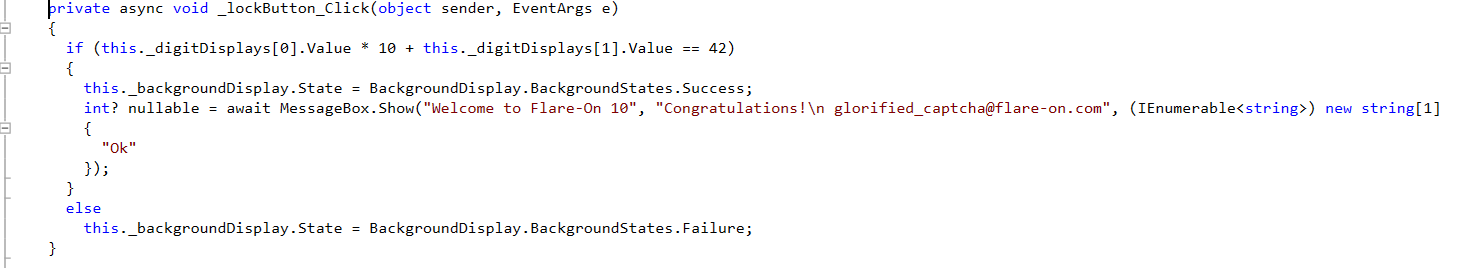 private async void _lockButton_Click(object sender, EventArgs e)
{
if (this._digitDisplays[0].Value * 10 + this._digitDisplays[1].Value == 42)
{
this._backgroundDisplay.State = BackgroundDisplay.BackgroundStates.Success;
int? nullable = await MessageBox.Show("Welcome to Flare-On 10", "Congratulations!\n glorified_captcha@flare-on.com", (IEnumerable<string>) new string[1]
{
"Ok"
});
}
else
this._backgroundDisplay.State = BackgroundDisplay.BackgroundStates.Failure;
}